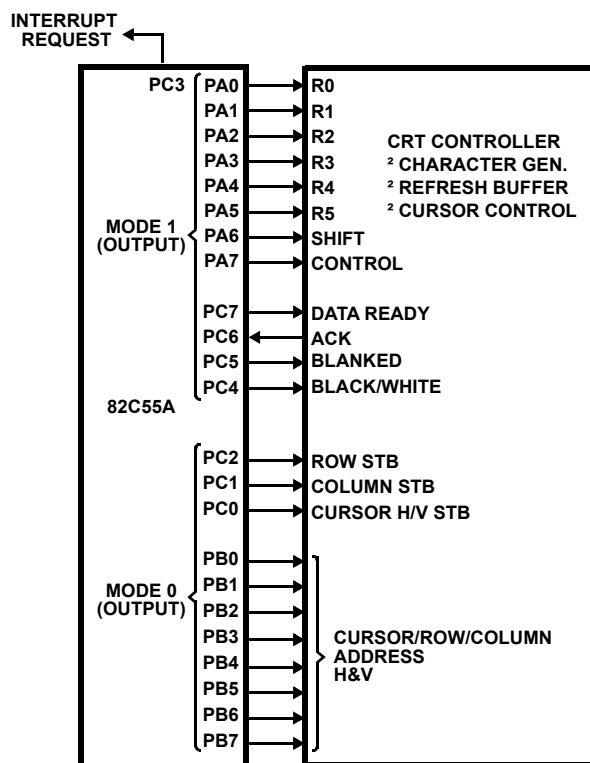 INTERRUPT
REQUEST
PC3 PA0 R0
PA1 R1
PA2 R2
PA3 R3
PA4 R4
PA5 R5
PA6 SHIFT
PA7 CONTROL
CRT CONTROLLER
² CHARACTER GEN.
² REFRESH BUFFER
² CURSOR CONTROL
MODE 1
(OUTPUT)
PC7 DATA READY
PC6 ACK
PC5 BLANKED
PC4 BLACK/WHITE
82C55A
PC2 ROW STB
PC1 COLUMN STB
PC0 CURSOR H/V STB
MODE 0
(OUTPUT)
PB0
PB1
PB2
PB3
PB4
PB5
PB6
PB7
CURSOR/ROW/COLUMN
ADDRESS
H&V